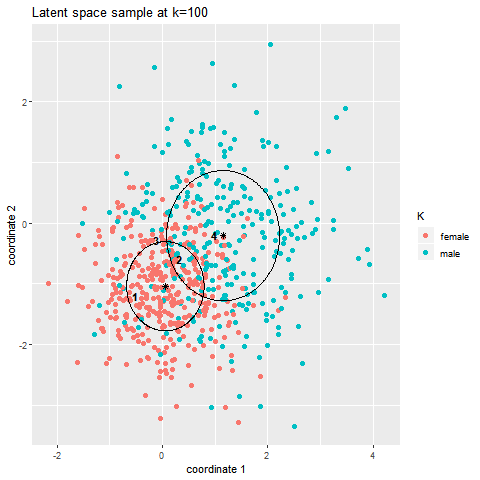 Latent space sample at k=100
2
0
-2
-2
0
2
4
coordinate 1
coordinate 2
1
2
3
4
K
female
male